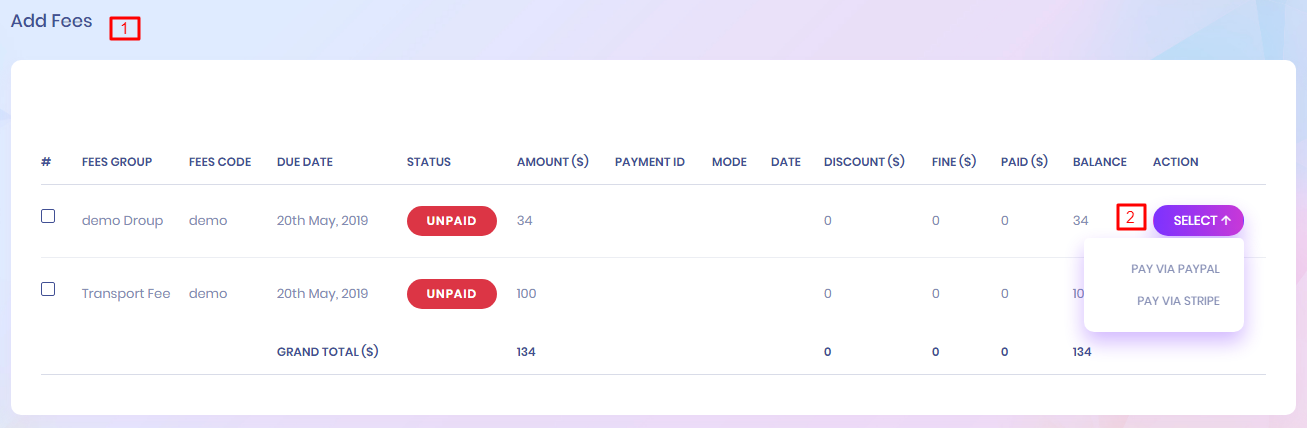 Add Fees 1
# FEES GROUP FEES CODE DUE DATE STATUS AMOUNT ($) PAYMENT ID MODE DATE DISCOUNT ($) FINE ($) PAID ($) BALANCE ACTION
demo Droup demo 20th May, 2019 UNPAID 34 0 0 0 34 2 SELECT ↑
PAY VIA PAYPAL
Transport Fee demo 20th May, 2019 UNPAID 100 0 0 0
PAY VIA STRIPE
GRAND TOTAL ($) 134 0 0 0 134